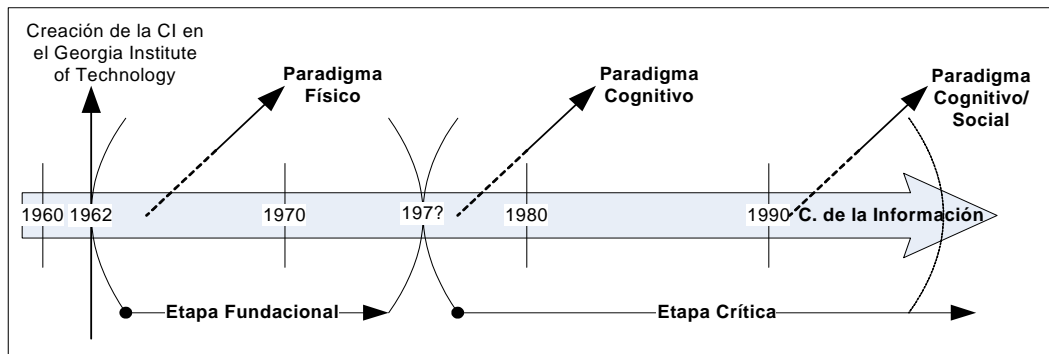 Creación de la CI en
el Georgia Institute
of Technology
Paradigma
Físico
Paradigma
Cognitivo
Paradigma
Cognitivo/
Social
1960
1962
1970
197?
1980
1990
C. de la Información
Etapa Fundacional
Etapa Crítica